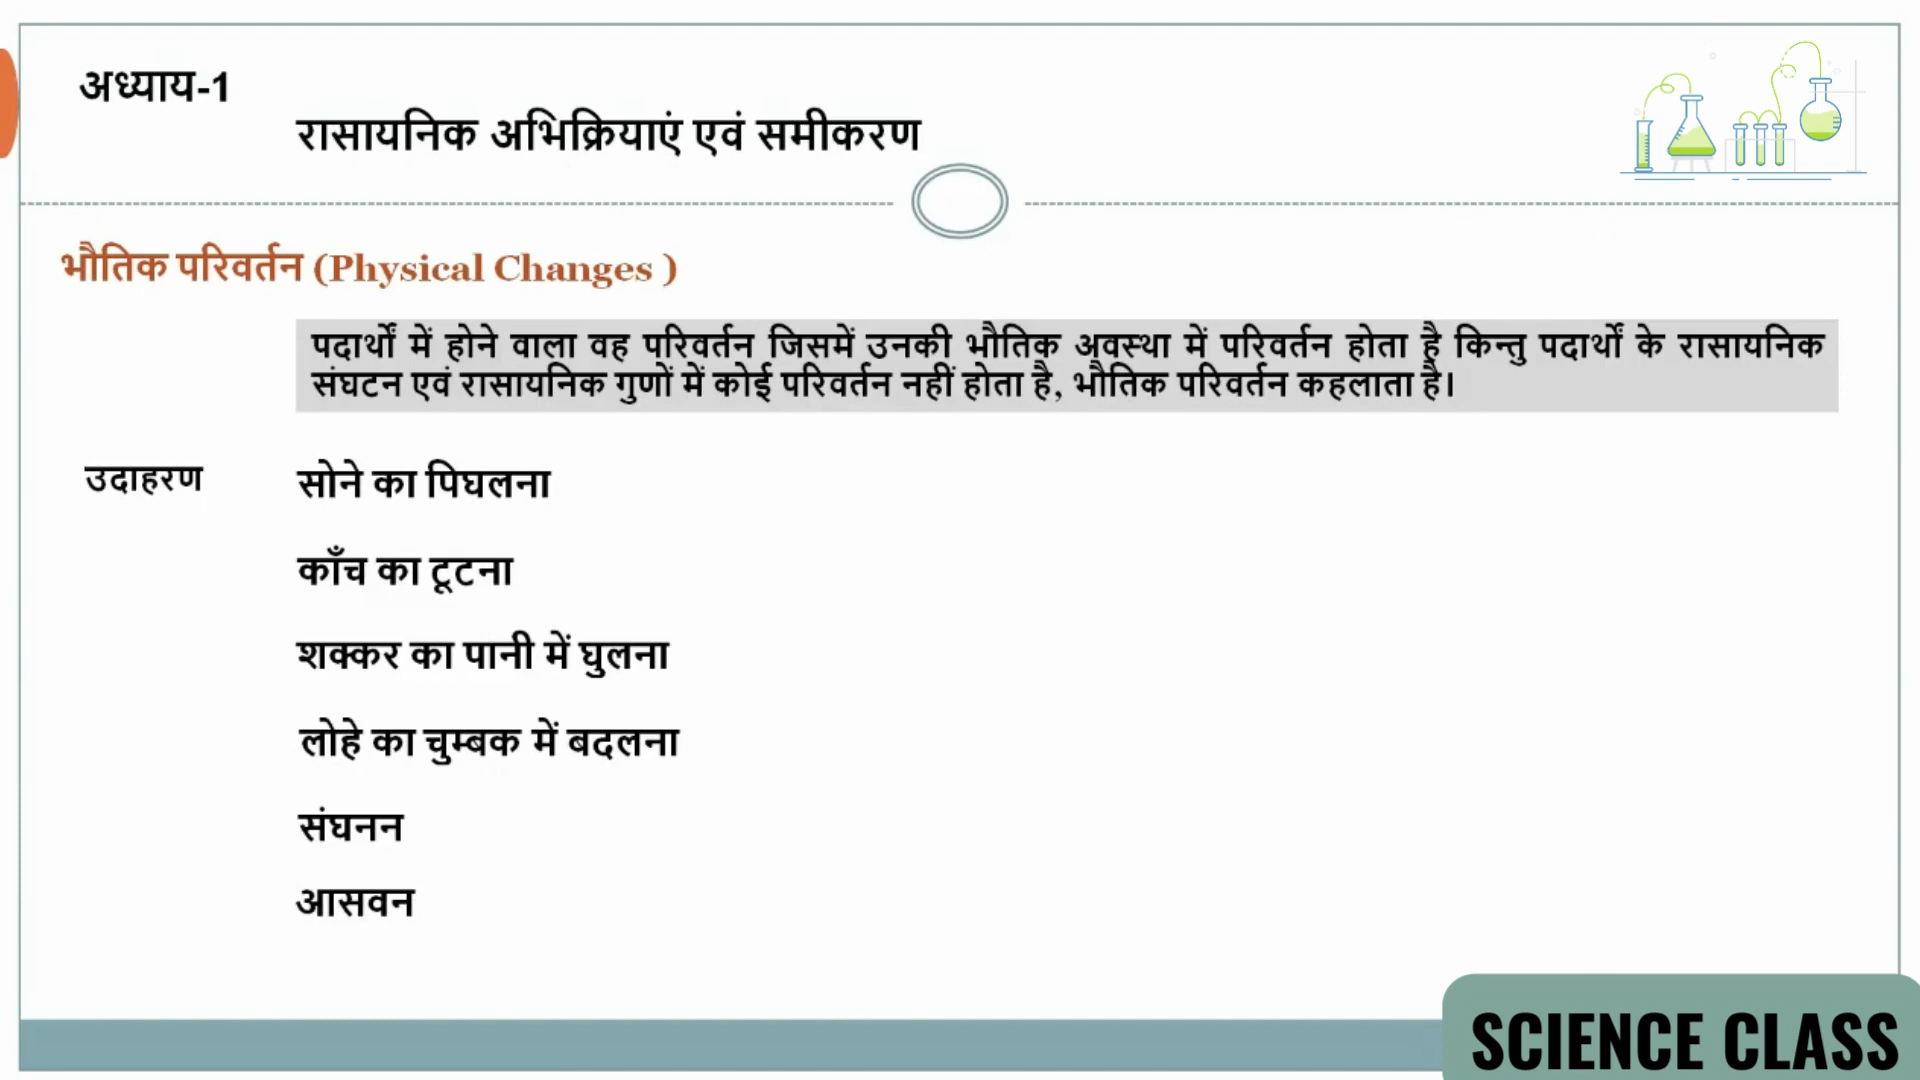 अध्याय-1
रासायनिक अभिक्रियाएं एवं समीकरण
भौतिक परिवर्तन (Physical Changes )
पदार्थों में होने वाला वह परिवर्तन जिसमें उनकी भौतिक अवस्था में परिवर्तन होता है किन्तु पदार्थों के रासायनिक
संघटन एवं रासायनिक गुणों में कोई परिवर्तन नहीं होता है, भौतिक परिवर्तन कहलाता है।
उदाहरण सोने का पिघलना
काँच का टूटना
शक्कर का पानी में घुलना
लोहे का चुम्बक में बदलना
संघनन
आसवन
SCIENCE CLASS